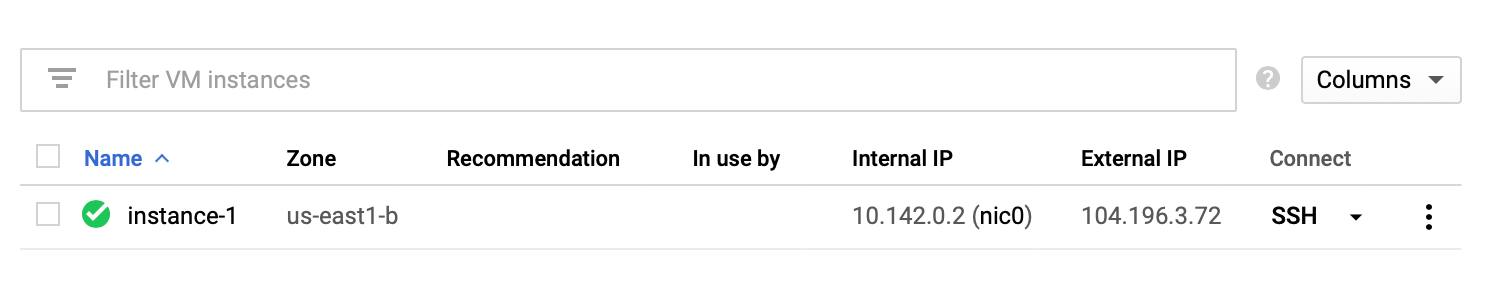 Filter VM instances ? Columns
Name Zone Recommendation In use by Internal IP External IP Connect
instance-1 us-east1-b 10.142.0.2 (nic0) 104.196.3.72 SSH